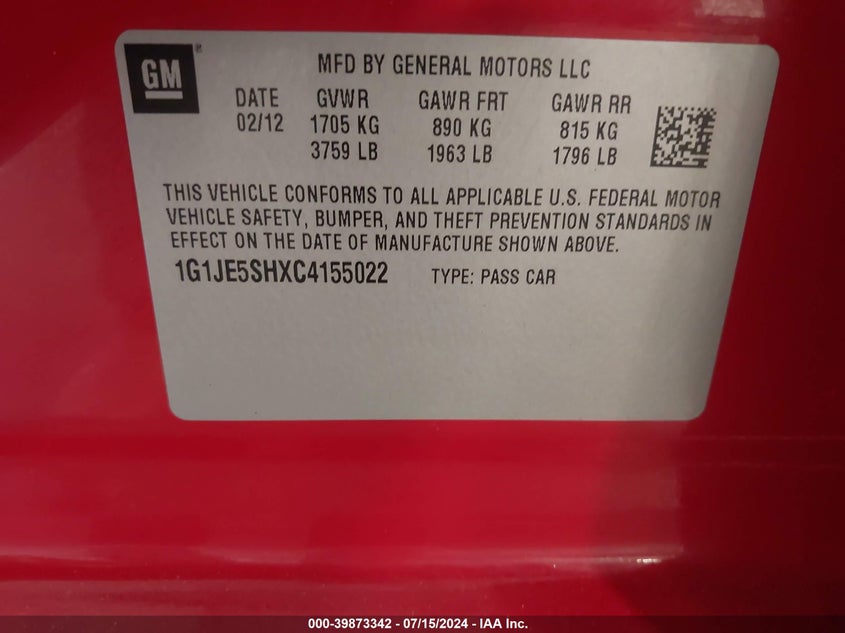 GM®
MFD BY GENERAL MOTORS LLC
DATE GVWR GAWR FRT GAWR RR
02/12 1705 KG 890 KG 815 KG
3759 LB 1963 LB 1796 LB
THIS VEHICLE CONFORMS TO ALL APPLICABLE U.S. FEDERAL MOTOR
VEHICLE SAFETY, BUMPER, AND THEFT PREVENTION STANDARDS IN
EFFECT ON THE DATE OF MANUFACTURE SHOWN ABOVE.
1G1JE5SHXC4155022 TYPE: PASS CAR
000-39873342 - 07/15/2024 - IAA Inc.